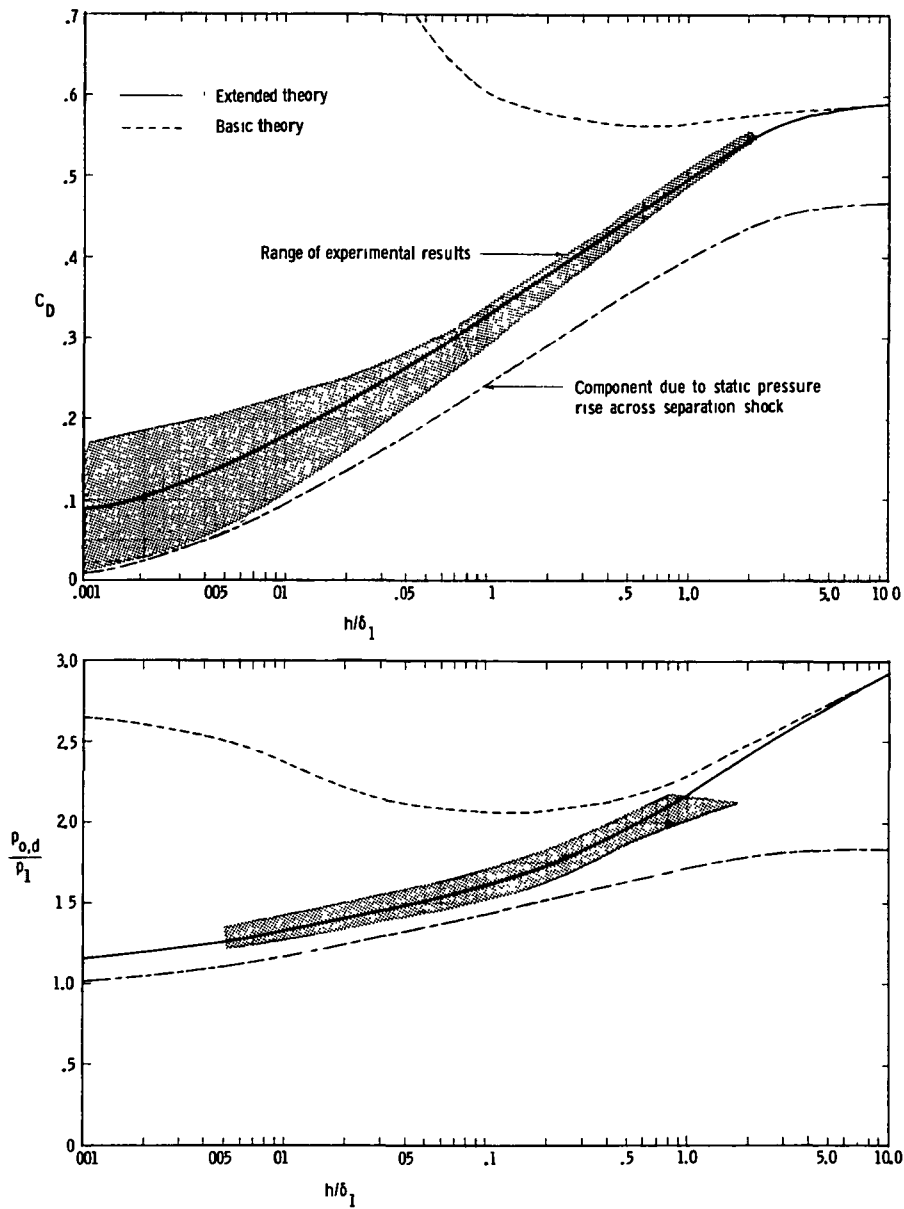 .7
.6
.5
.4
.3
.2
.1
0
C_D
Extended theory
Basic theory
Range of experimental results
Component due to static pressure
rise across separation shock
.001 005 01 .05 1 .5 1.0 5.0 10.0
h/δ_1
3.0
2.5
2.0
1.5
1.0
.5
0
p_{o,d}
p_1
001 005 01 05 .1 .5 1.0 5.0 10.0
h/δ_1